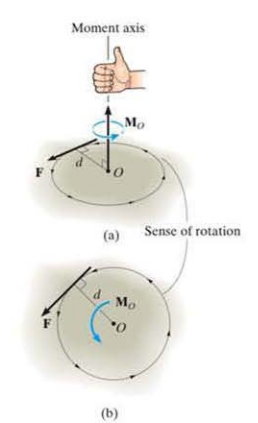 Moment axis
M_O
F
d
O
(a)
Sense of rotation
d
M_O
F
O
(b)